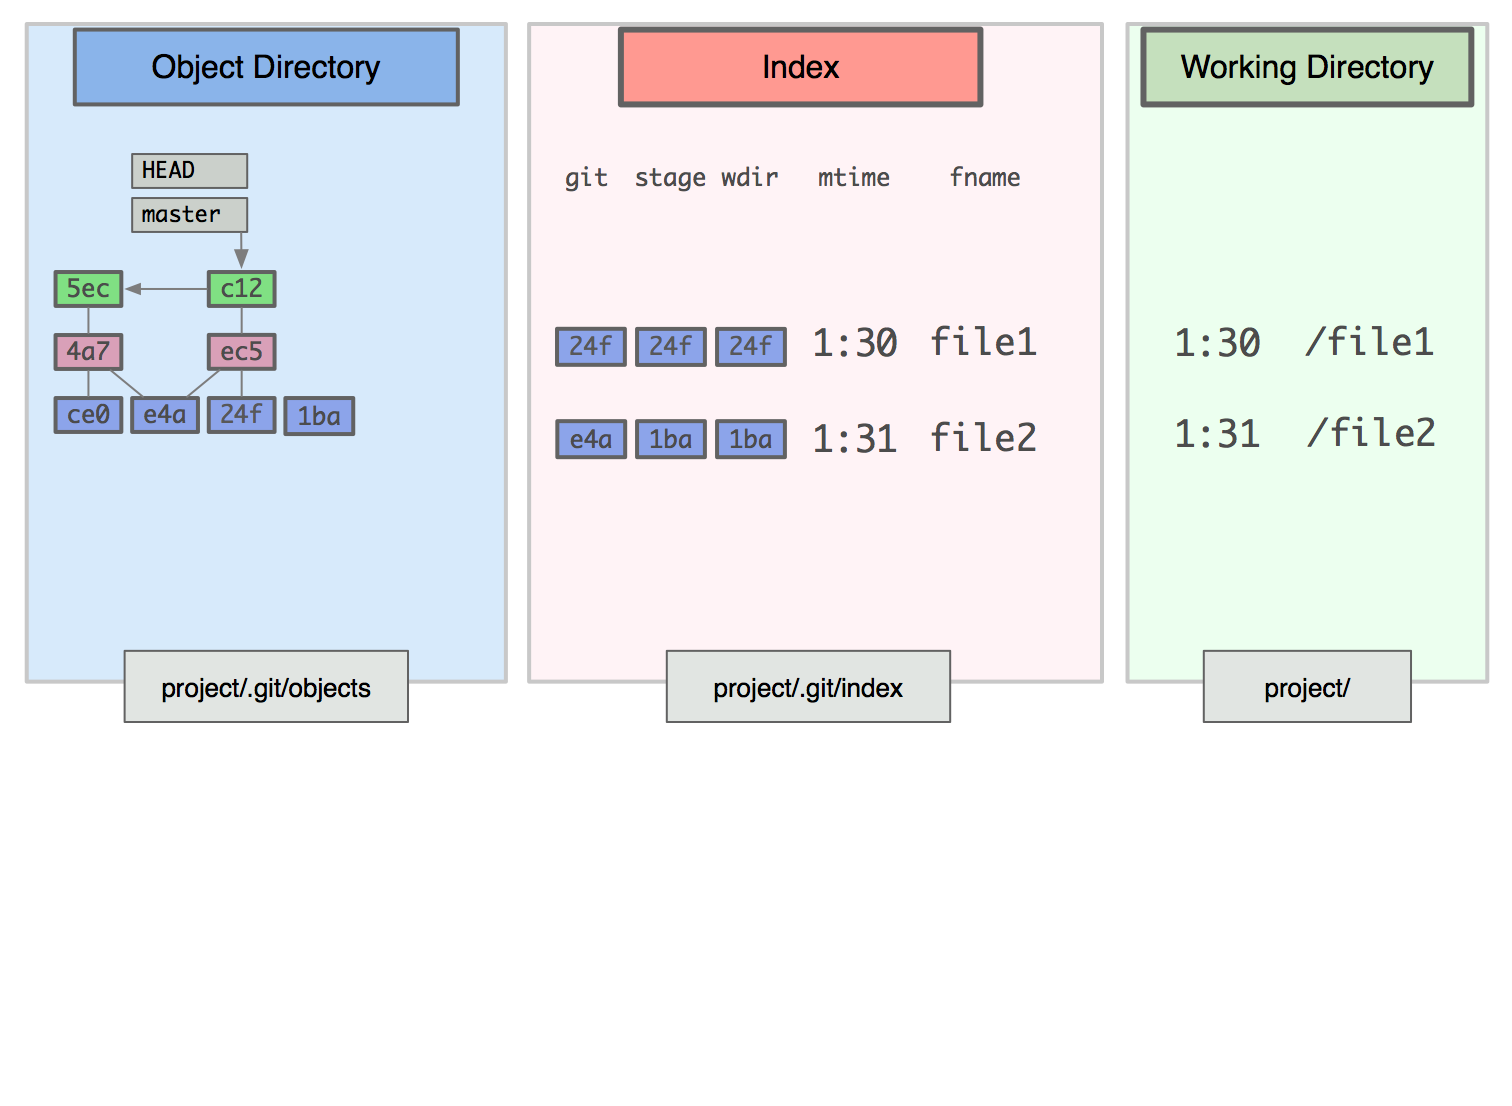 Object Directory
HEAD
master
5ec c12
4a7 ec5
ce0 e4a 24f 1ba
project/.git/objects
Index
git stage wdir mtime fname
24f 24f 24f 1:30 file1
e4a 1ba 1ba 1:31 file2
project/.git/index
Working Directory
1:30 /file1
1:31 /file2
project/